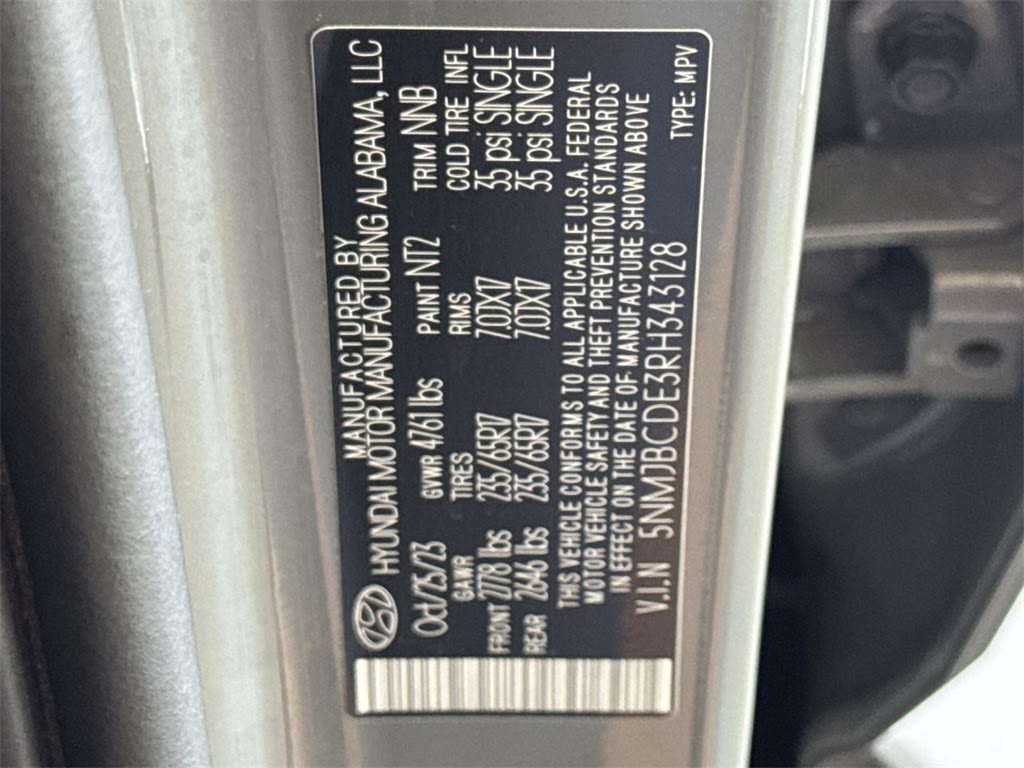 MANUFACTURED BY
HYUNDAI MOTOR MANUFACTURING ALABAMA, LLC
Oct/25/23 GVWR 4761 lbs PAINT NT2 TRIM NNB
GAWR TIRES RIMS COLD TIRE INFL
FRONT 2778 lbs 235/65R17 7.0JX17 35 psi SINGLE
REAR 2646 lbs 235/65R17 7.0JX17 35 psi SINGLE
THIS VEHICLE CONFORMS TO ALL APPLICABLE U.S.A. FEDERAL
MOTOR VEHICLE SAFETY AND THEFT PREVENTION STANDARDS
IN EFFECT ON THE DATE OF MANUFACTURE SHOWN ABOVE
V.I.N 5NMJBCDE3RH343128 TYPE: MPV